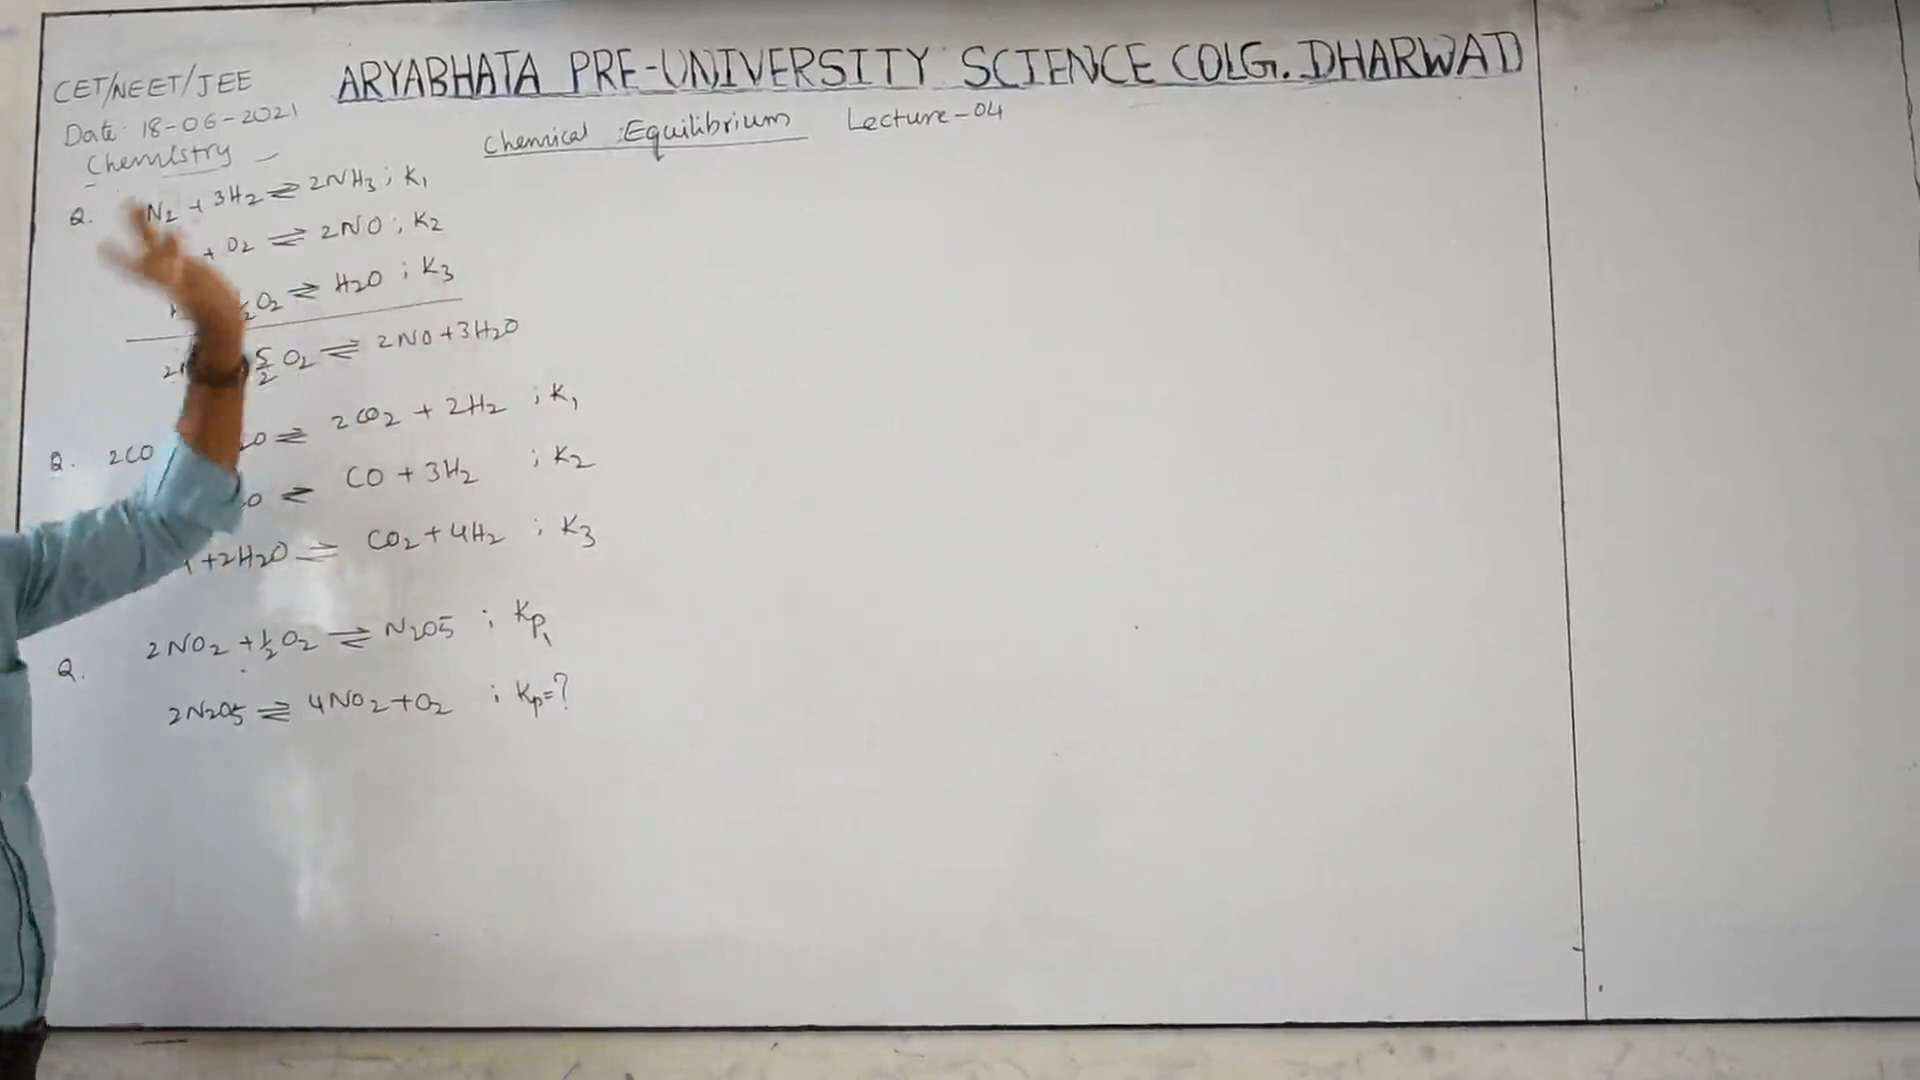 CET/NEET/JEE
ARYABHATA PRE-UNIVERSITY SCIENCE COLG. DHARWAD
Date: 18-06-2021
Chemistry
Chemical Equilibrium Lecture-04
Q. N2 + 3H2 ⇌ 2NH3 ; K1
+ O2 ⇌ 2NO ; K2
½O2 ⇌ H2O ; K3
5/2 O2 ⇌ 2NO + 3H2O
Q. 2CO ⇌ 2CO2 + 2H2 ; K1
⇌ CO + 3H2 ; K2
+2H2O ⇌ CO2 + 4H2 ; K3
Q. 2NO2 + ½O2 ⇌ N2O5 ; Kp1
2N2O5 ⇌ 4NO2 + O2 ; Kp=?